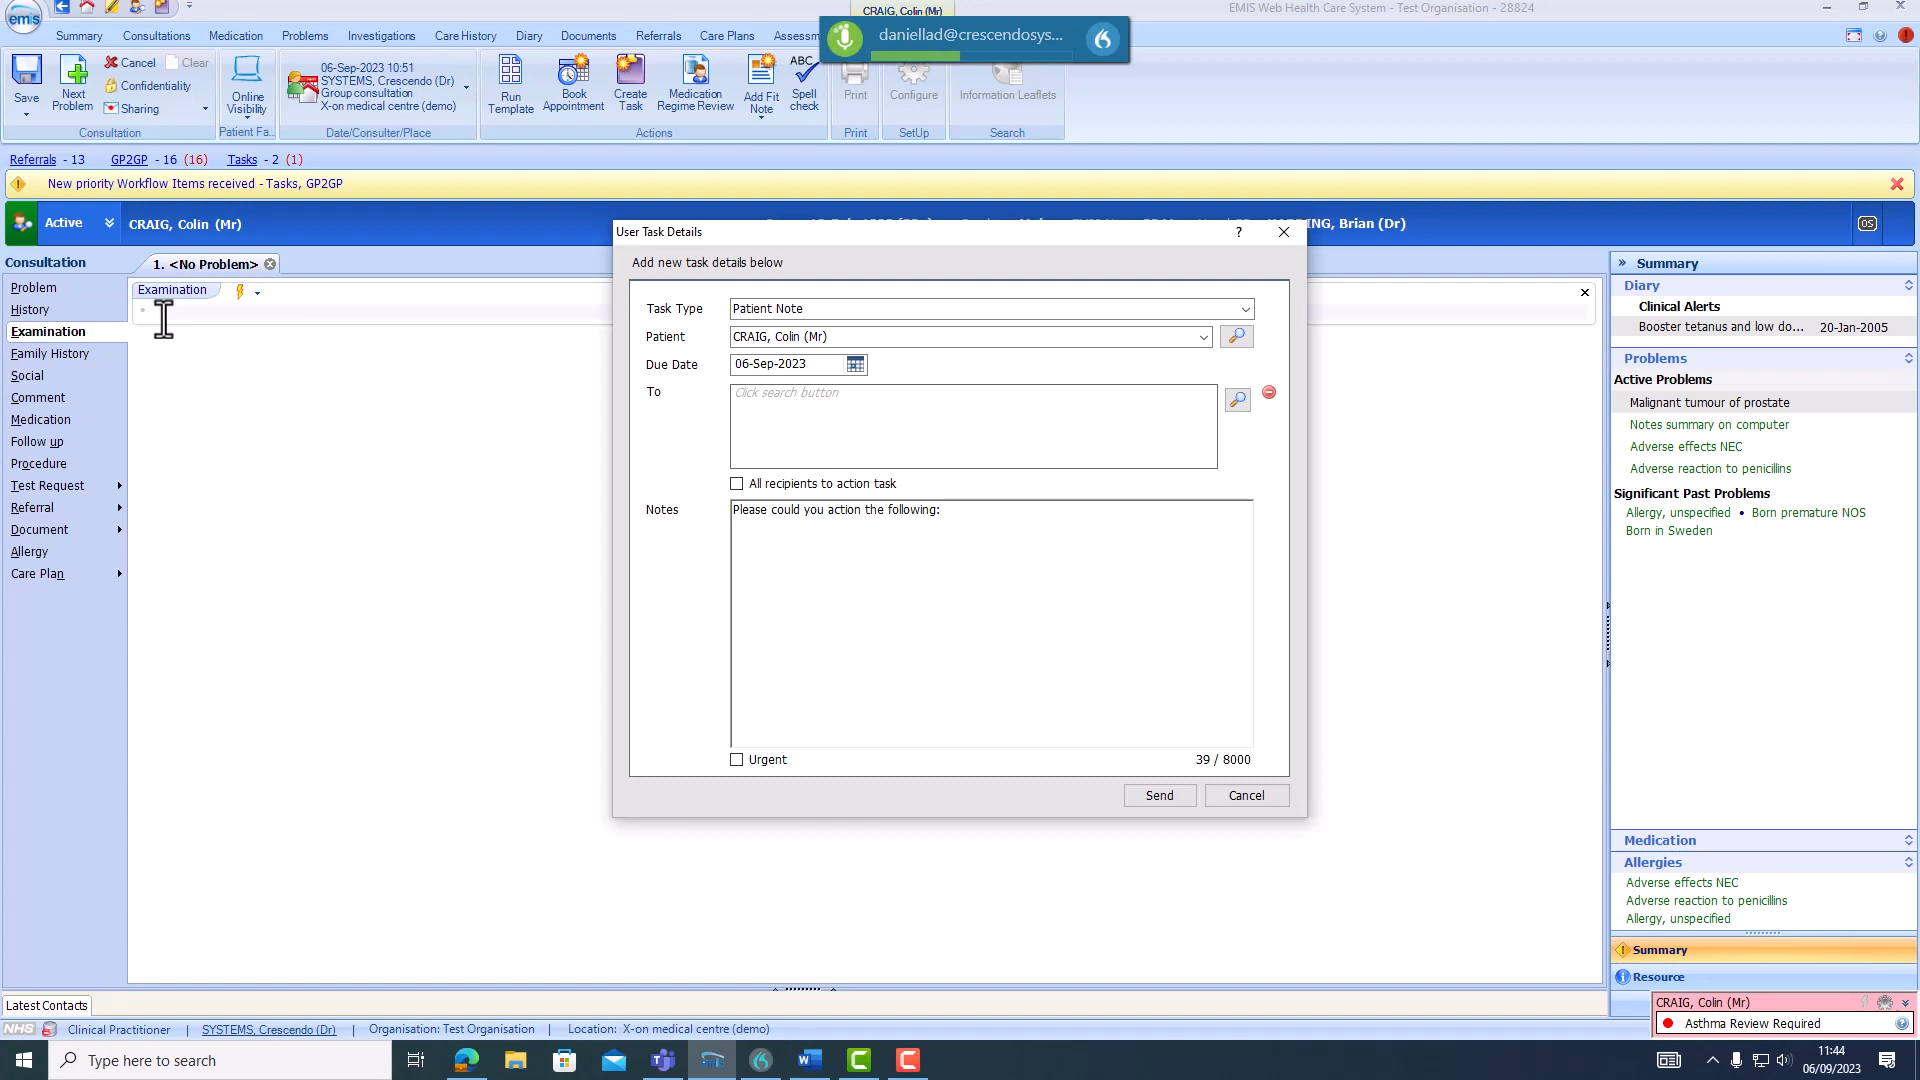 CRAIG, Colin (Mr)
EMIS Web Health Care System - Test Organisation - 28824
emis
Summary Consultations Medication Problems Investigations Care History Diary Documents Referrals Care Plans Assessm
daniellad@crescendosys...
Save
Next Problem
Cancel
Clear
Confidentiality
Sharing
Consultation
Online Visibility
Patient Fa...
06-Sep-2023 10:51
SYSTEMS, Crescendo (Dr)
Group consultation
X-on medical centre (demo)
Date/Consulter/Place
Run Template
Book Appointment
Create Task
Medication Regime Review
Add Fit Note
ABC
Spell check
Actions
Print
Print
Configure
SetUp
Information Leaflets
Search
Referrals - 13 GP2GP - 16 (16) Tasks - 2 (1)
New priority Workflow Items received - Tasks, GP2GP
Active
CRAIG, Colin (Mr)
NG, Brian (Dr)
OS
Consultation
Problem
History
Examination
Family History
Social
Comment
Medication
Follow up
Procedure
Test Request
Referral
Document
Allergy
Care Plan
1. <No Problem>
Examination
User Task Details
?
Add new task details below
Task Type Patient Note
Patient CRAIG, Colin (Mr)
Due Date 06-Sep-2023
To Click search button
All recipients to action task
Notes Please could you action the following:
Urgent 39 / 8000
Send Cancel
» Summary
Diary
Clinical Alerts
Booster tetanus and low do... 20-Jan-2005
Problems
Active Problems
Malignant tumour of prostate
Notes summary on computer
Adverse effects NEC
Adverse reaction to penicillins
Significant Past Problems
Allergy, unspecified • Born premature NOS
Born in Sweden
Medication
Allergies
Adverse effects NEC
Adverse reaction to penicillins
Allergy, unspecified
Summary
Resource
CRAIG, Colin (Mr)
Asthma Review Required
Latest Contacts
NHS Clinical Practitioner | SYSTEMS, Crescendo (Dr) | Organisation: Test Organisation | Location: X-on medical centre (demo)
Type here to search
11:44
06/09/2023